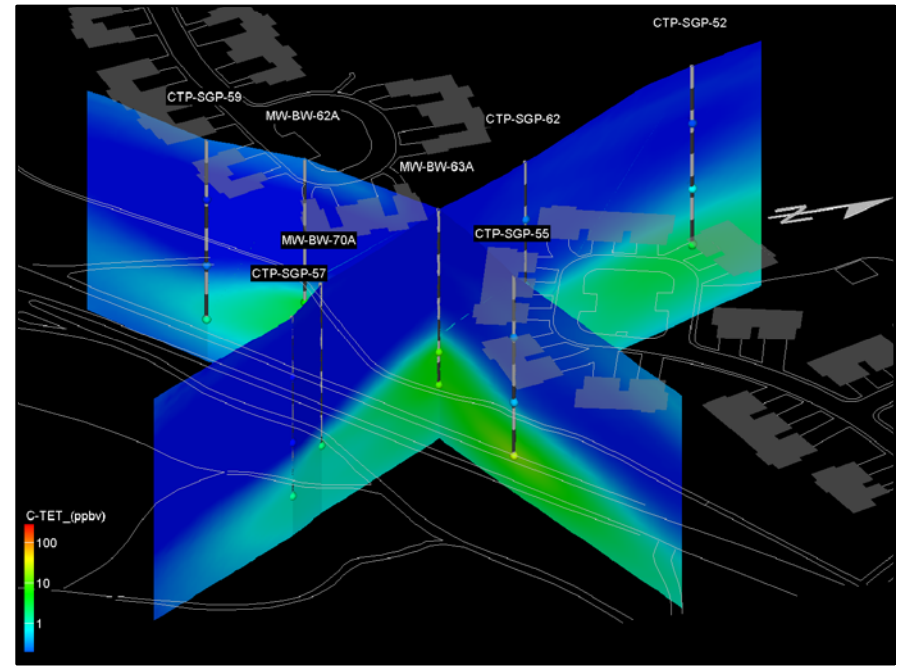 CTP-SGP-52
CTP-SGP-59
MW-BW-62A
CTP-SGP-62
MW-BW-63A
MW-BW-70A
CTP-SGP-55
CTP-SGP-57
C-TET_(ppbv)
100
10
1